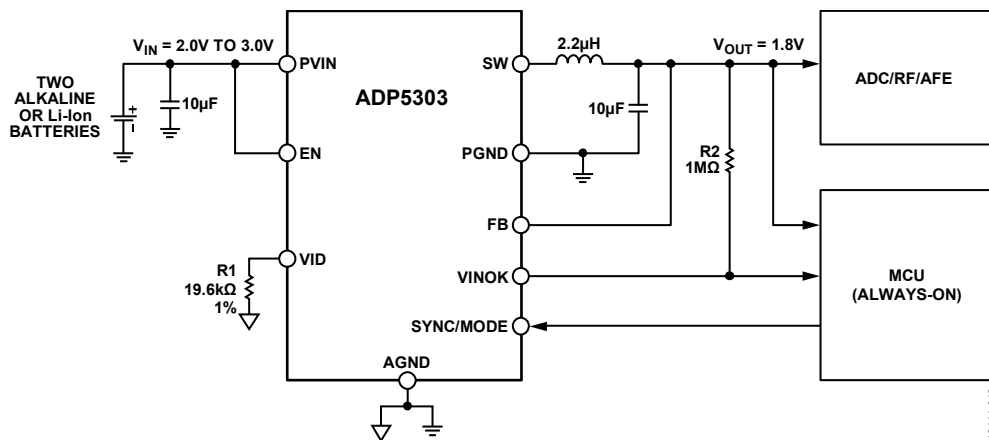 VIN = 2.0V TO 3.0V
TWO
ALKALINE
OR Li-Ion
BATTERIES
+
–
10µF
PVIN
EN
VID
R1
19.6kΩ
1%
ADP5303
AGND
SW
PGND
FB
VINOK
SYNC/MODE
2.2µH
10µF
VOUT = 1.8V
R2
1MΩ
ADC/RF/AFE
MCU
(ALWAYS-ON)